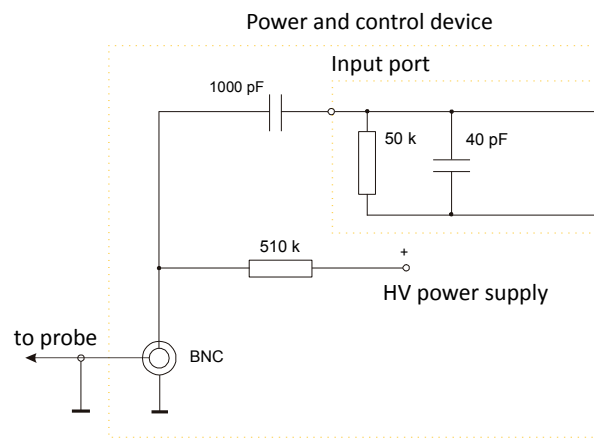 Power and control device
Input port
1000 pF
50 k
40 pF
510 k
+
HV power supply
to probe
BNC